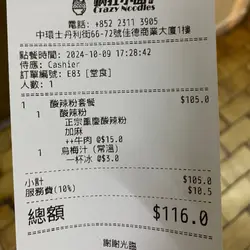 瘋狂小面
Crazy Noodles
電話: +852 2311 3905
中環士丹利街66-72號佳德商業大廈1樓
點餐時間: 2024-10-09 17:28:42
侍應: Cashier
訂單編號: E83 [堂食]
人數: 1
1 酸辣粉套餐 $105.0
1 酸辣粉
正宗重慶酸辣粉
加麻
++牛肉 @$15.0
1 烏梅汁 (常溫)
一杯冰 @$3.0
小計 $105.0
服務費(10%) $10.5
總額 $116.0
謝謝光臨